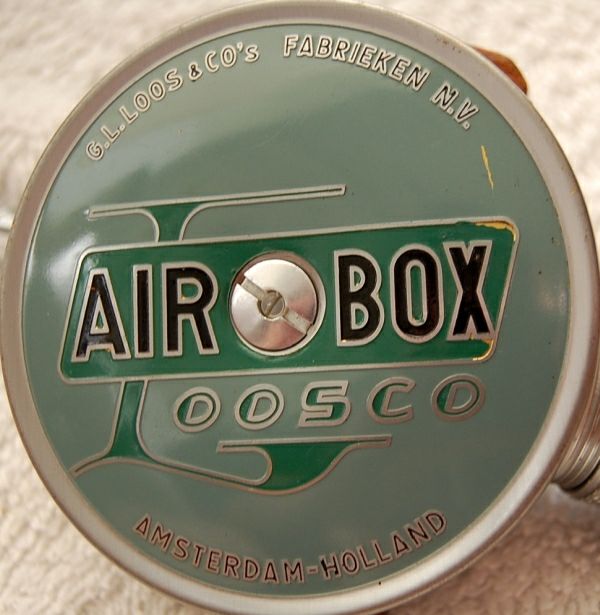 G.L.LOOS & CO's FABRIEKEN N.V.
AIR BOX
LOOSCO
AMSTERDAM-HOLLAND